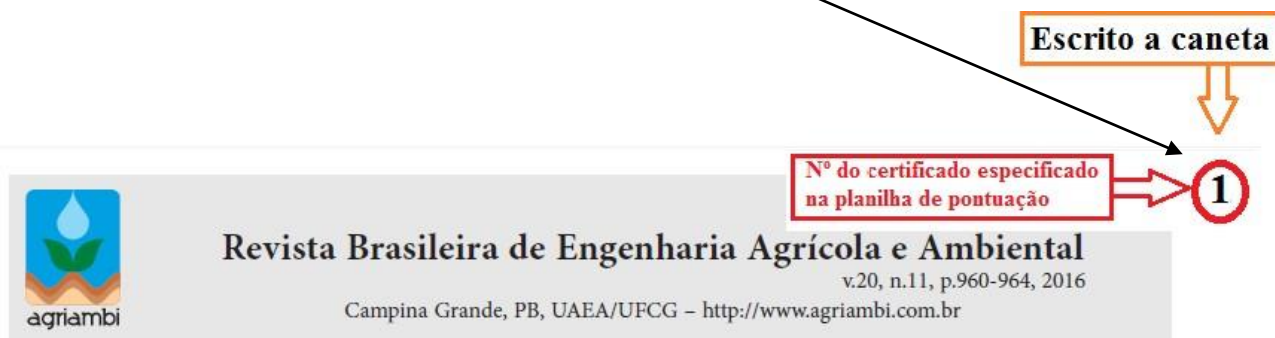 Escrito a caneta
Nº do certificado especificado
na planilha de pontuação
1
Revista Brasileira de Engenharia Agrícola e Ambiental
v.20, n.11, p.960-964, 2016
Campina Grande, PB, UAEA/UFCG – http://www.agriambi.com.br
agriambi